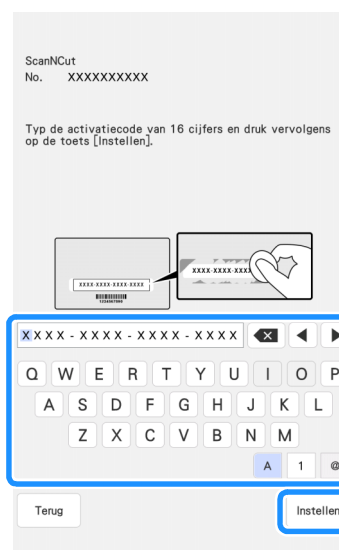 ScanNCut
No. XXXXXXXXXX
Typ de activatiecode van 16 cijfers en druk vervolgens
op de toets [Instellen].
XXXX-XXXX-XXXX-XXXX
1234567890
XXXX-XXXX-XXXX
XXXX-XXXX-XXXX-XXXX
Q W E R T Y U I O P
A S D F G H J K L
Z X C V B N M
A 1 @
Terug
Instellen